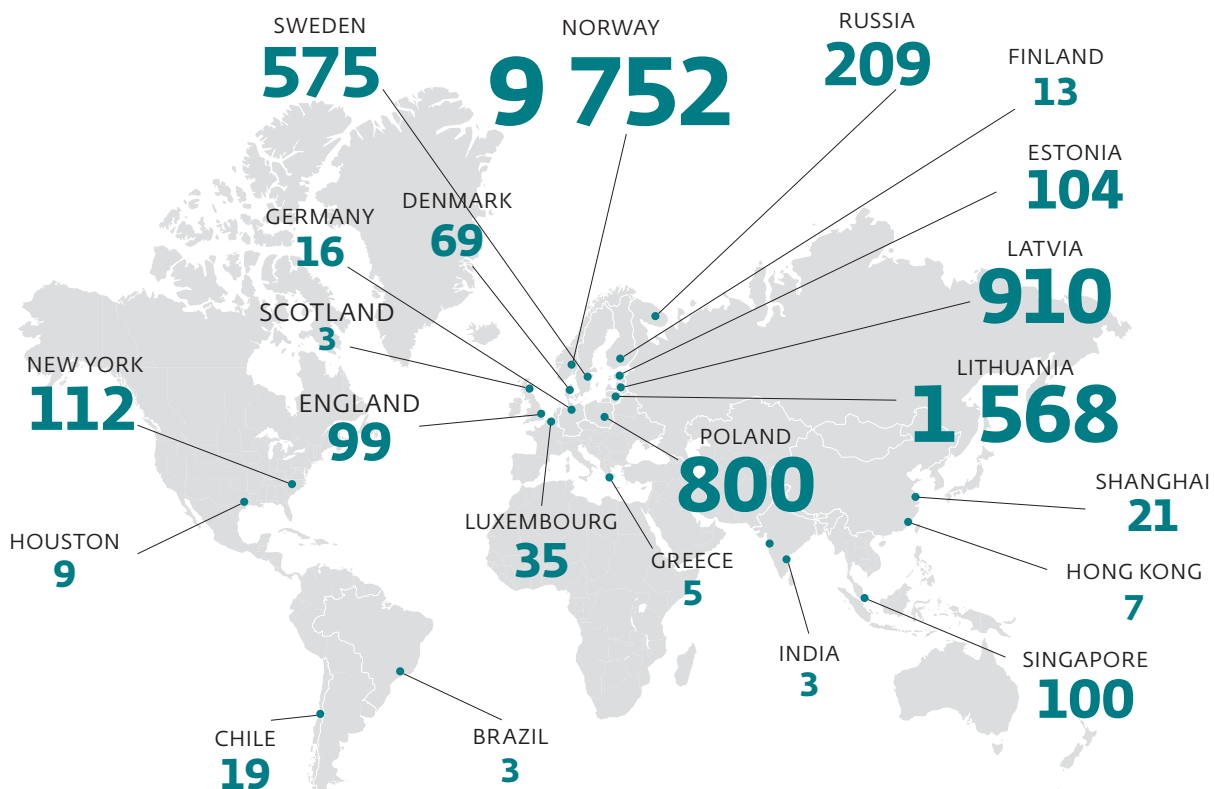 SWEDEN
575
NORWAY
9 752
RUSSIA
209
FINLAND
13
ESTONIA
104
DENMARK
69
GERMANY
16
LATVIA
910
SCOTLAND
3
NEW YORK
112
LITHUANIA
1 568
ENGLAND
99
POLAND
800
SHANGHAI
21
LUXEMBOURG
35
HOUSTON
9
GREECE
5
HONG KONG
7
INDIA
3
SINGAPORE
100
CHILE
19
BRAZIL
3